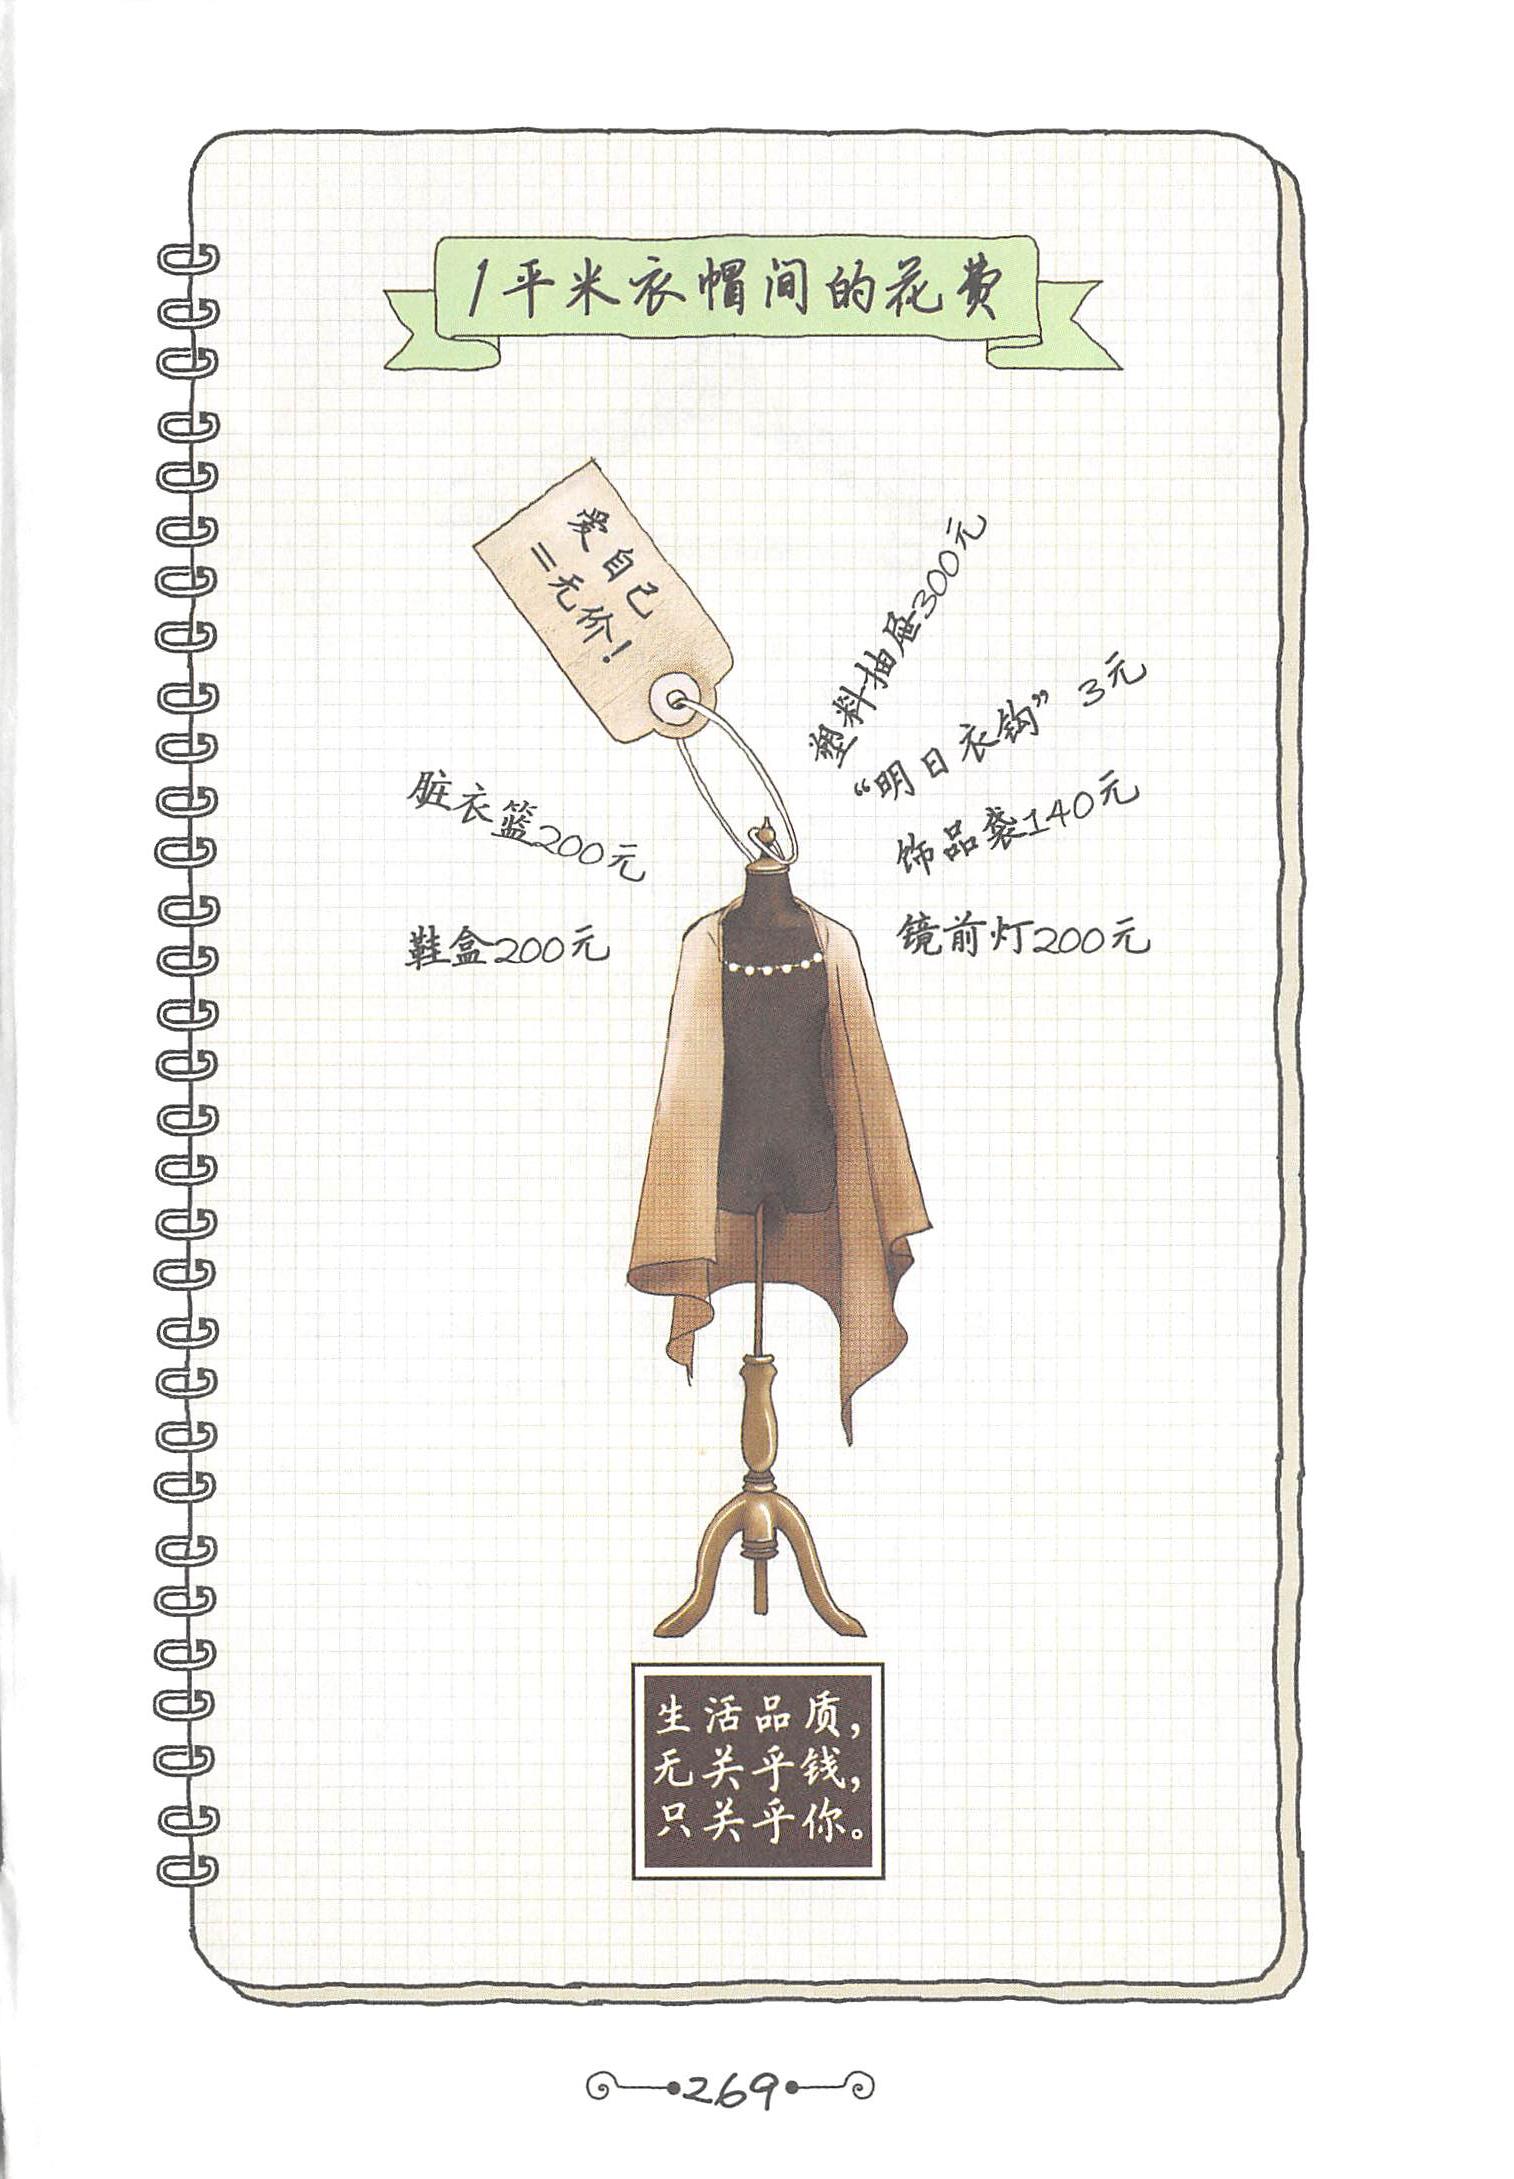 1平米衣帽间的花费
爱自己
=无价!
塑料抽屉300元
“明日衣钩” 3元
脏衣篮200元
饰品袋140元
鞋盒200元
镜前灯200元
生活品质,
无关乎钱,
只关乎你。
269